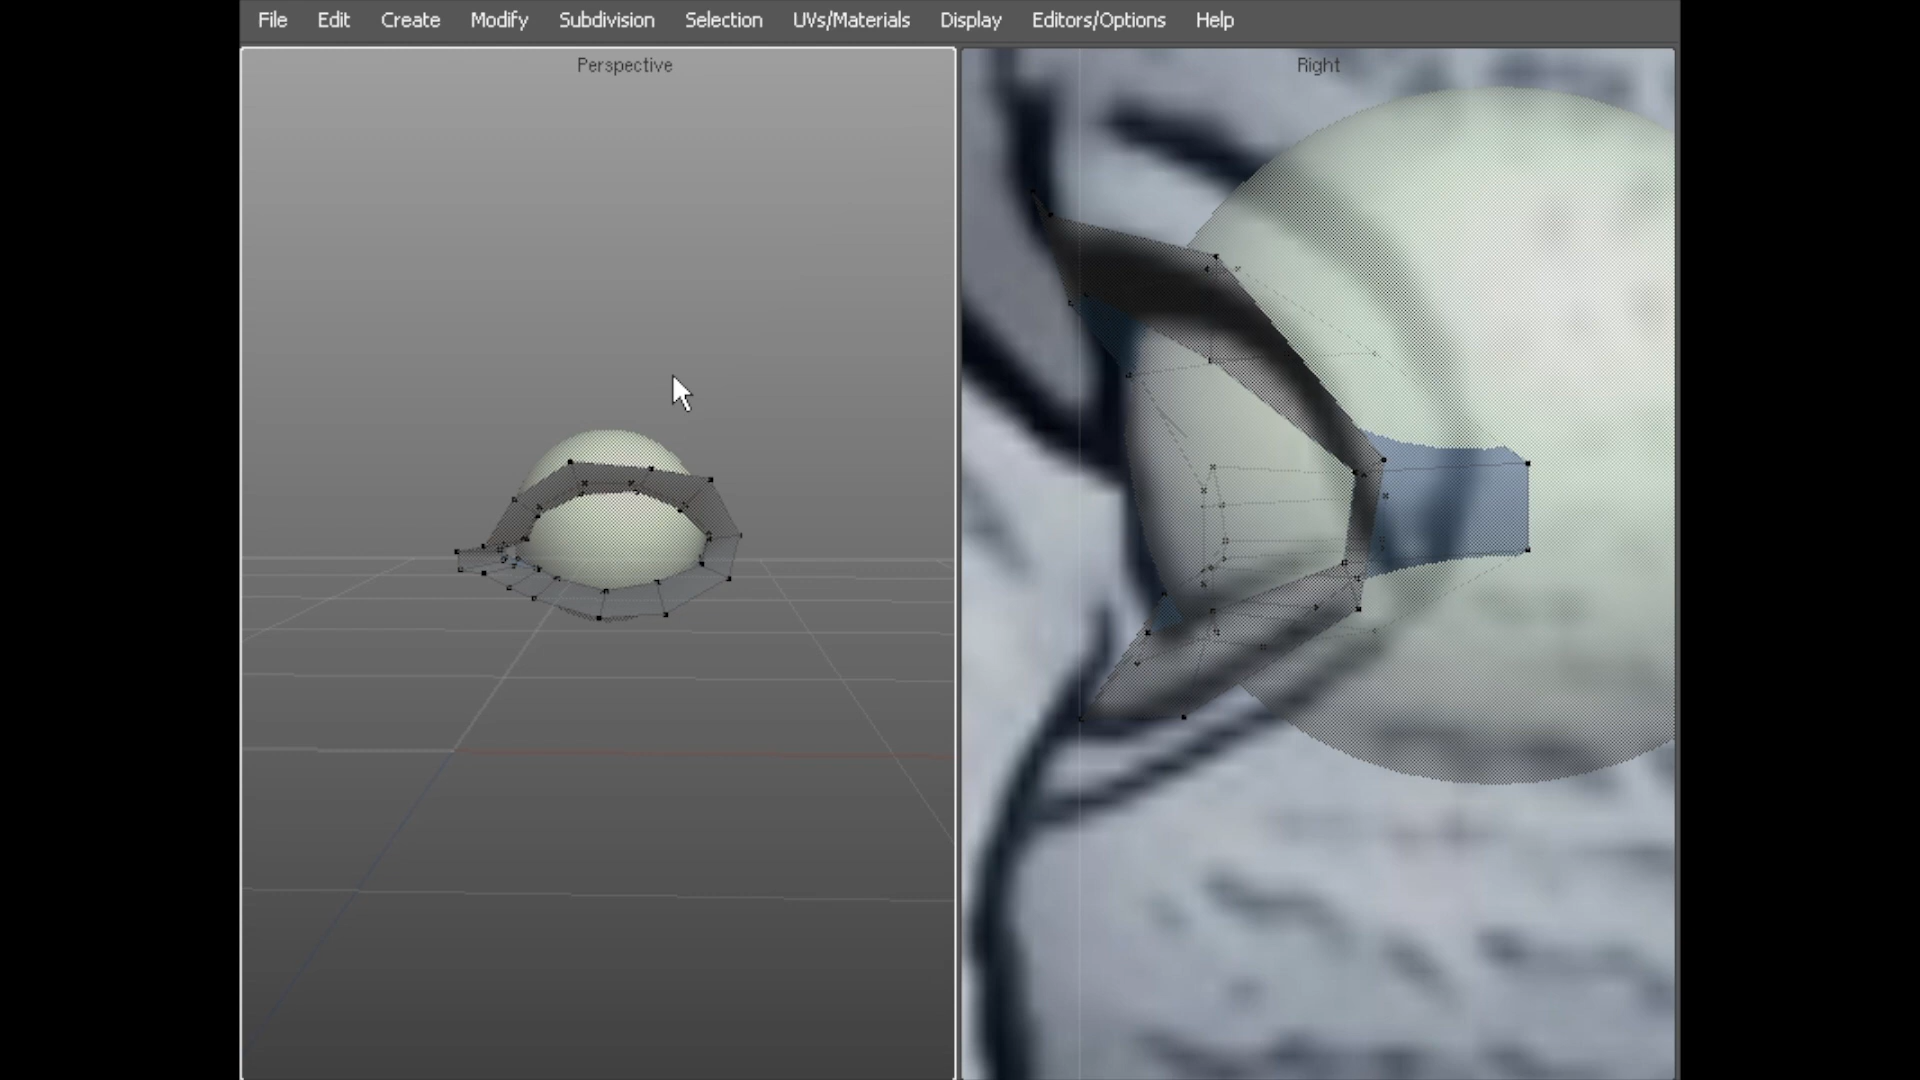 File Edit Create Modify Subdivision Selection UVs/Materials Display Editors/Options Help
Perspective
Right